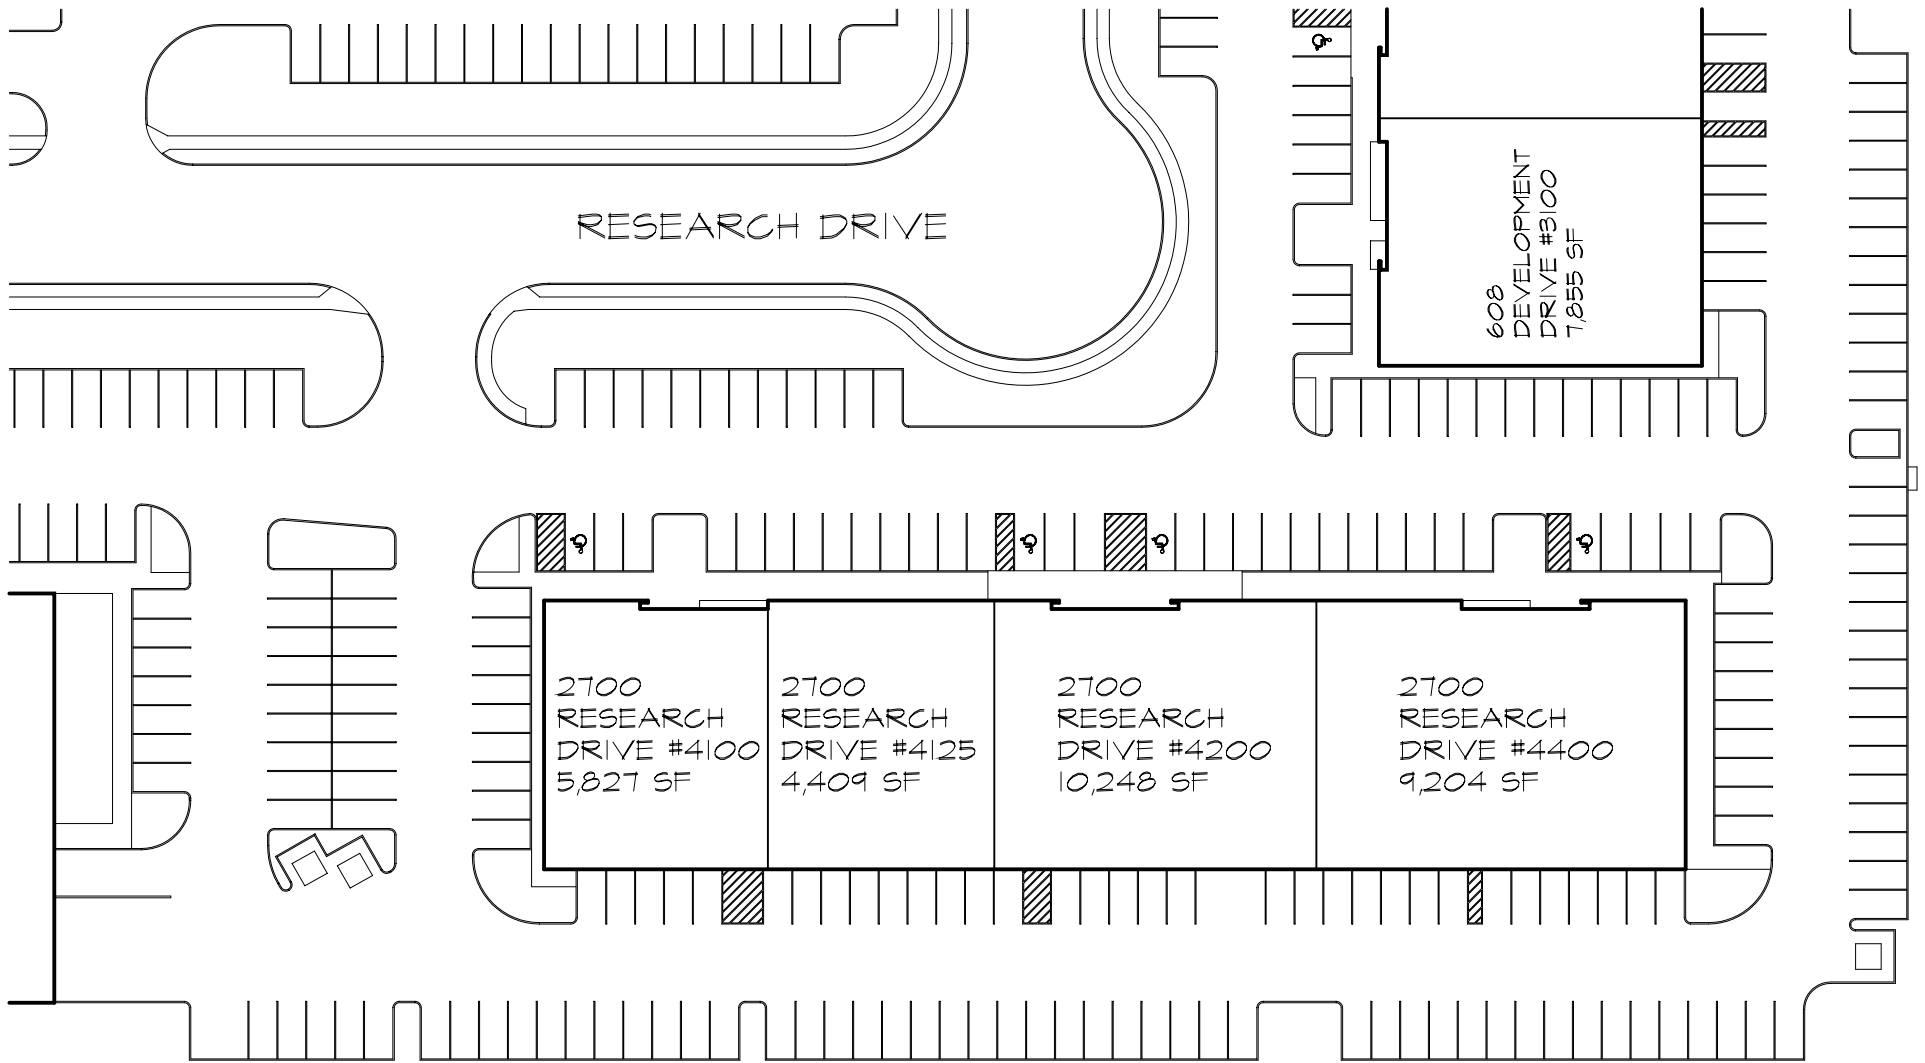 RESEARCH DRIVE
608
DEVELOPMENT
DRIVE #3100
7,855 SF
2700
RESEARCH
DRIVE #4100
5,827 SF
2700
RESEARCH
DRIVE #4125
4,409 SF
2700
RESEARCH
DRIVE #4200
10,248 SF
2700
RESEARCH
DRIVE #4400
9,204 SF